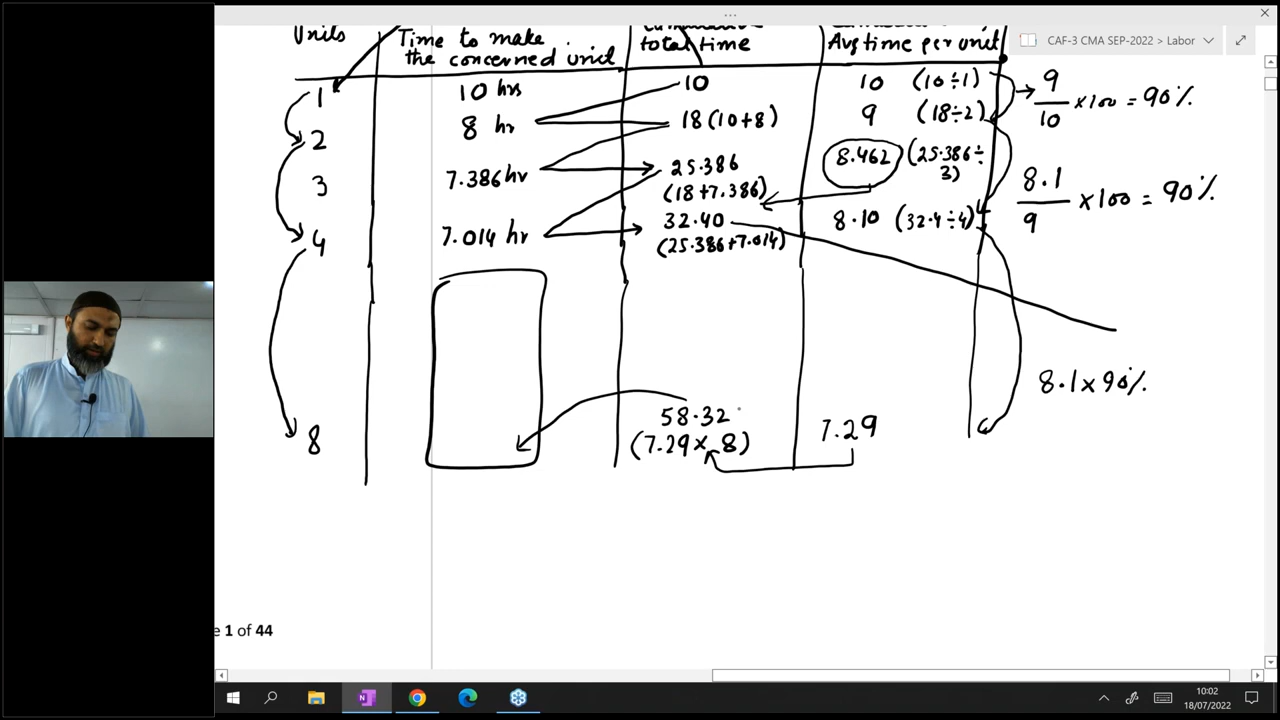 CAF-3 CMA SEP-2022 > Labor
Units
Time to make
the concerned unit
total time
Avg time per unit
1 10 hrs 10 10 (10÷1)
9/10 ×100 = 90%
2 8 hr 18 (10+8) 9 (18÷2)
3 7.386 hr 25.386 8.462 (25.386÷
3)
(18+7.386)
8.1/9 ×100 = 90%
4 7.014 hr 32.40 8.10 (32.4÷4)
(25.386+7.014)
8.1×90%
8 58.32 7.29
(7.29× 8)
e 1 of 44
10:02
18/07/2022